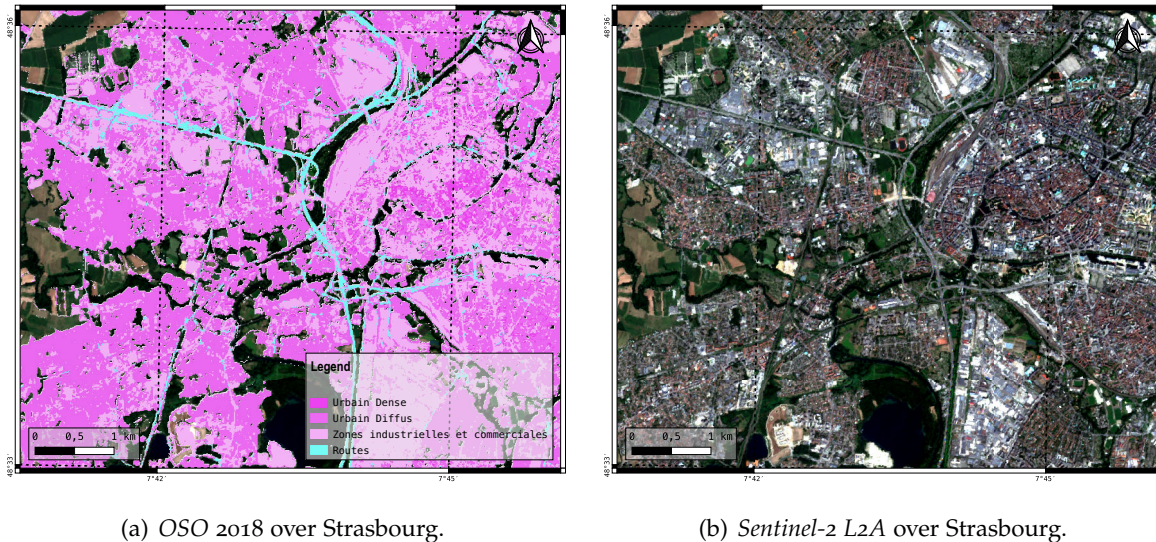 48°36'
Legend
Urbain Dense
Urbain Diffus
Zones industrielles et commerciales
Routes
0 0,5 1 km
48°33'
7°42' 7°45'
(a) OSO 2018 over Strasbourg.
48°36'
0 0,5 1 km
48°33'
7°42' 7°45'
(b) Sentinel-2 L2A over Strasbourg.